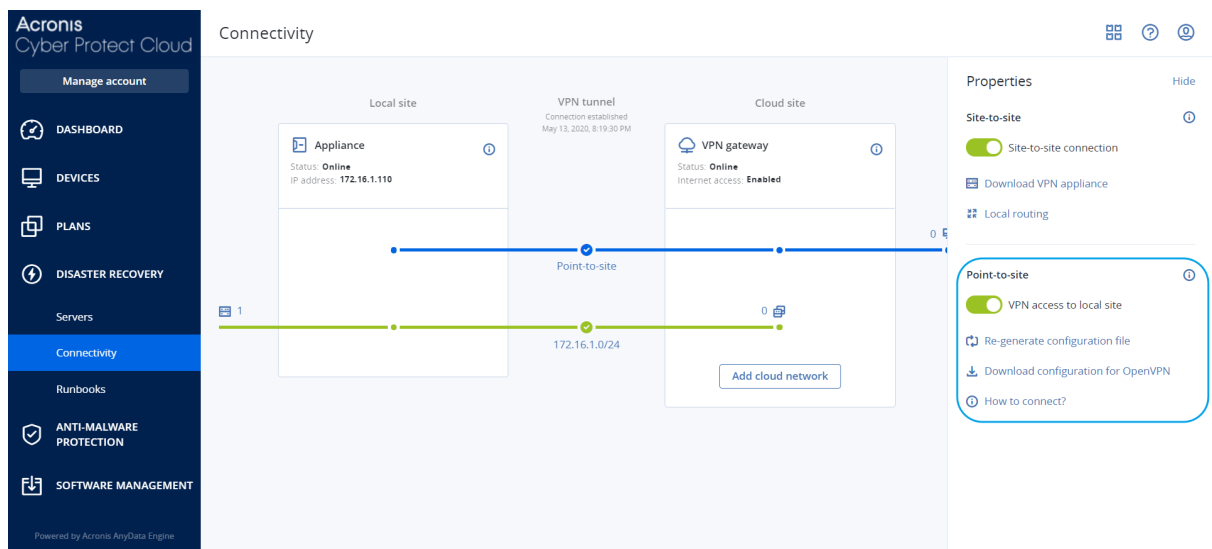 Acronis
Cyber Protect Cloud
Manage account
DASHBOARD
DEVICES
PLANS
DISASTER RECOVERY
Servers
Connectivity
Runbooks
ANTI-MALWARE
PROTECTION
SOFTWARE MANAGEMENT
Powered by Acronis AnyData Engine
Connectivity
Local site
VPN tunnel
Connection established
May 13, 2020, 8:19:30 PM
Cloud site
Appliance
Status: Online
IP address: 172.16.1.110
VPN gateway
Status: Online
Internet access: Enabled
0
Point-to-site
1
0
172.16.1.0/24
Add cloud network
Properties
Hide
Site-to-site
Site-to-site connection
Download VPN appliance
Local routing
Point-to-site
VPN access to local site
Re-generate configuration file
Download configuration for OpenVPN
How to connect?